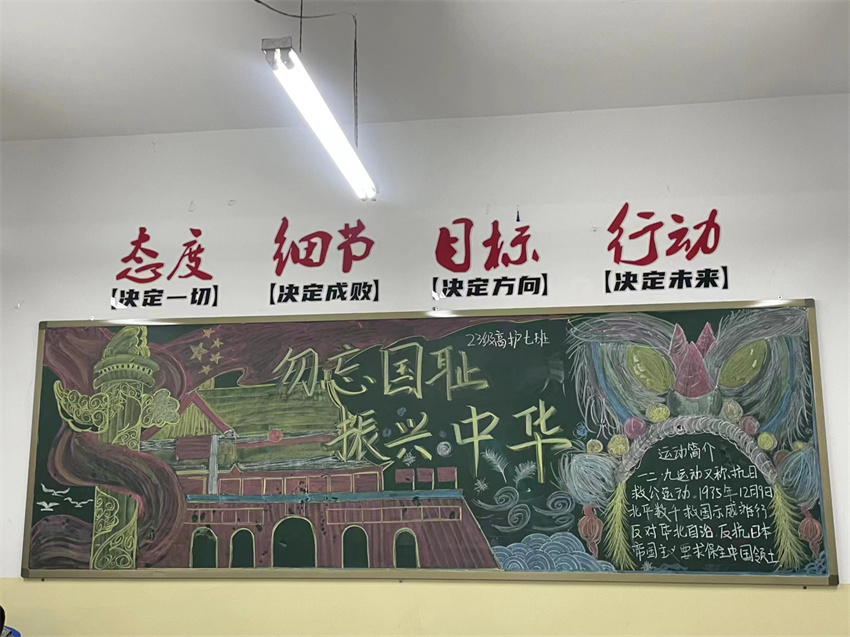 态度 细节 目标 行动
【决定一切】 【决定成败】 【决定方向】 【决定未来】
23级高护七班
勿忘国耻
振兴中华
运动简介
一二·九运动又称抗日
救公运动。1935年12月9日
北平数千救国示威游行
反对华北自治,反抗日本
帝国主义 要求保全中国领土